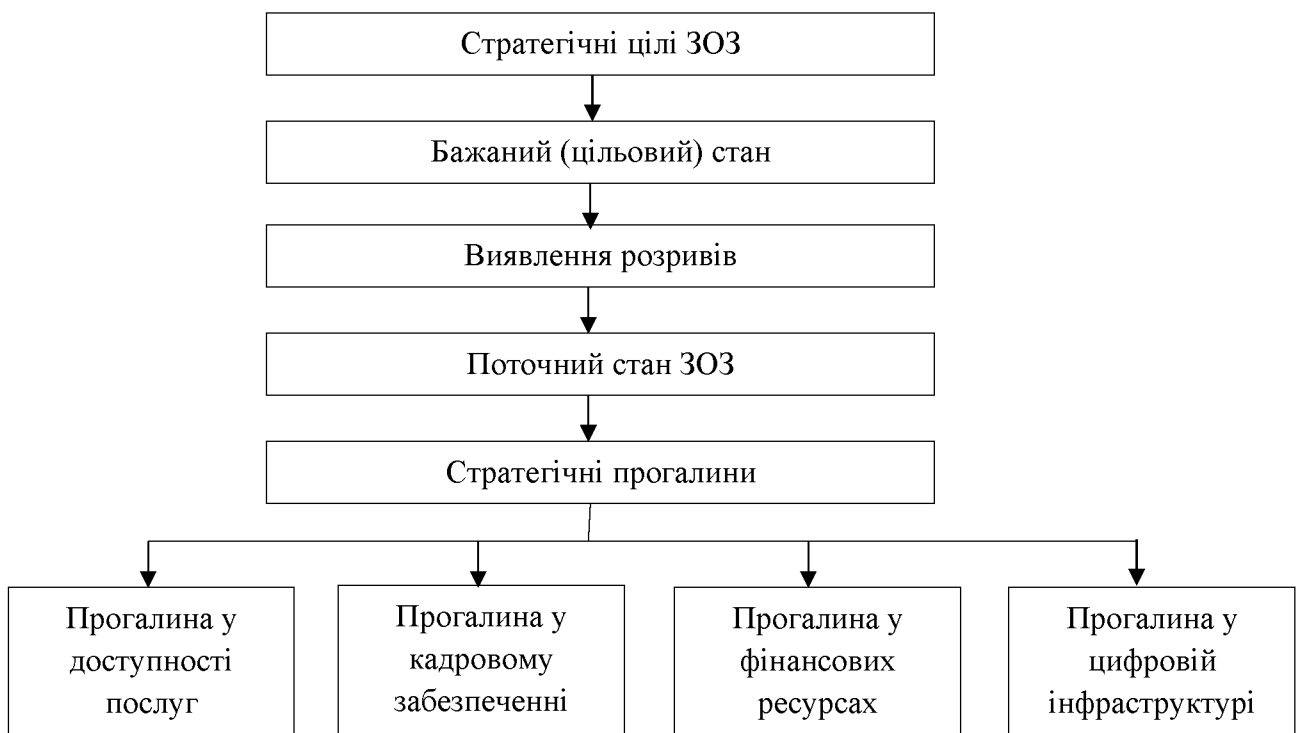 Стратегічні цілі ЗОЗ
Бажаний (цільовий) стан
Виявлення розривів
Поточний стан ЗОЗ
Стратегічні прогалини
Прогалина у
доступності
послуг
Прогалина у
кадровому
забезпеченні
Прогалина у
фінансових
ресурсах
Прогалина у
цифровій
інфраструктурі